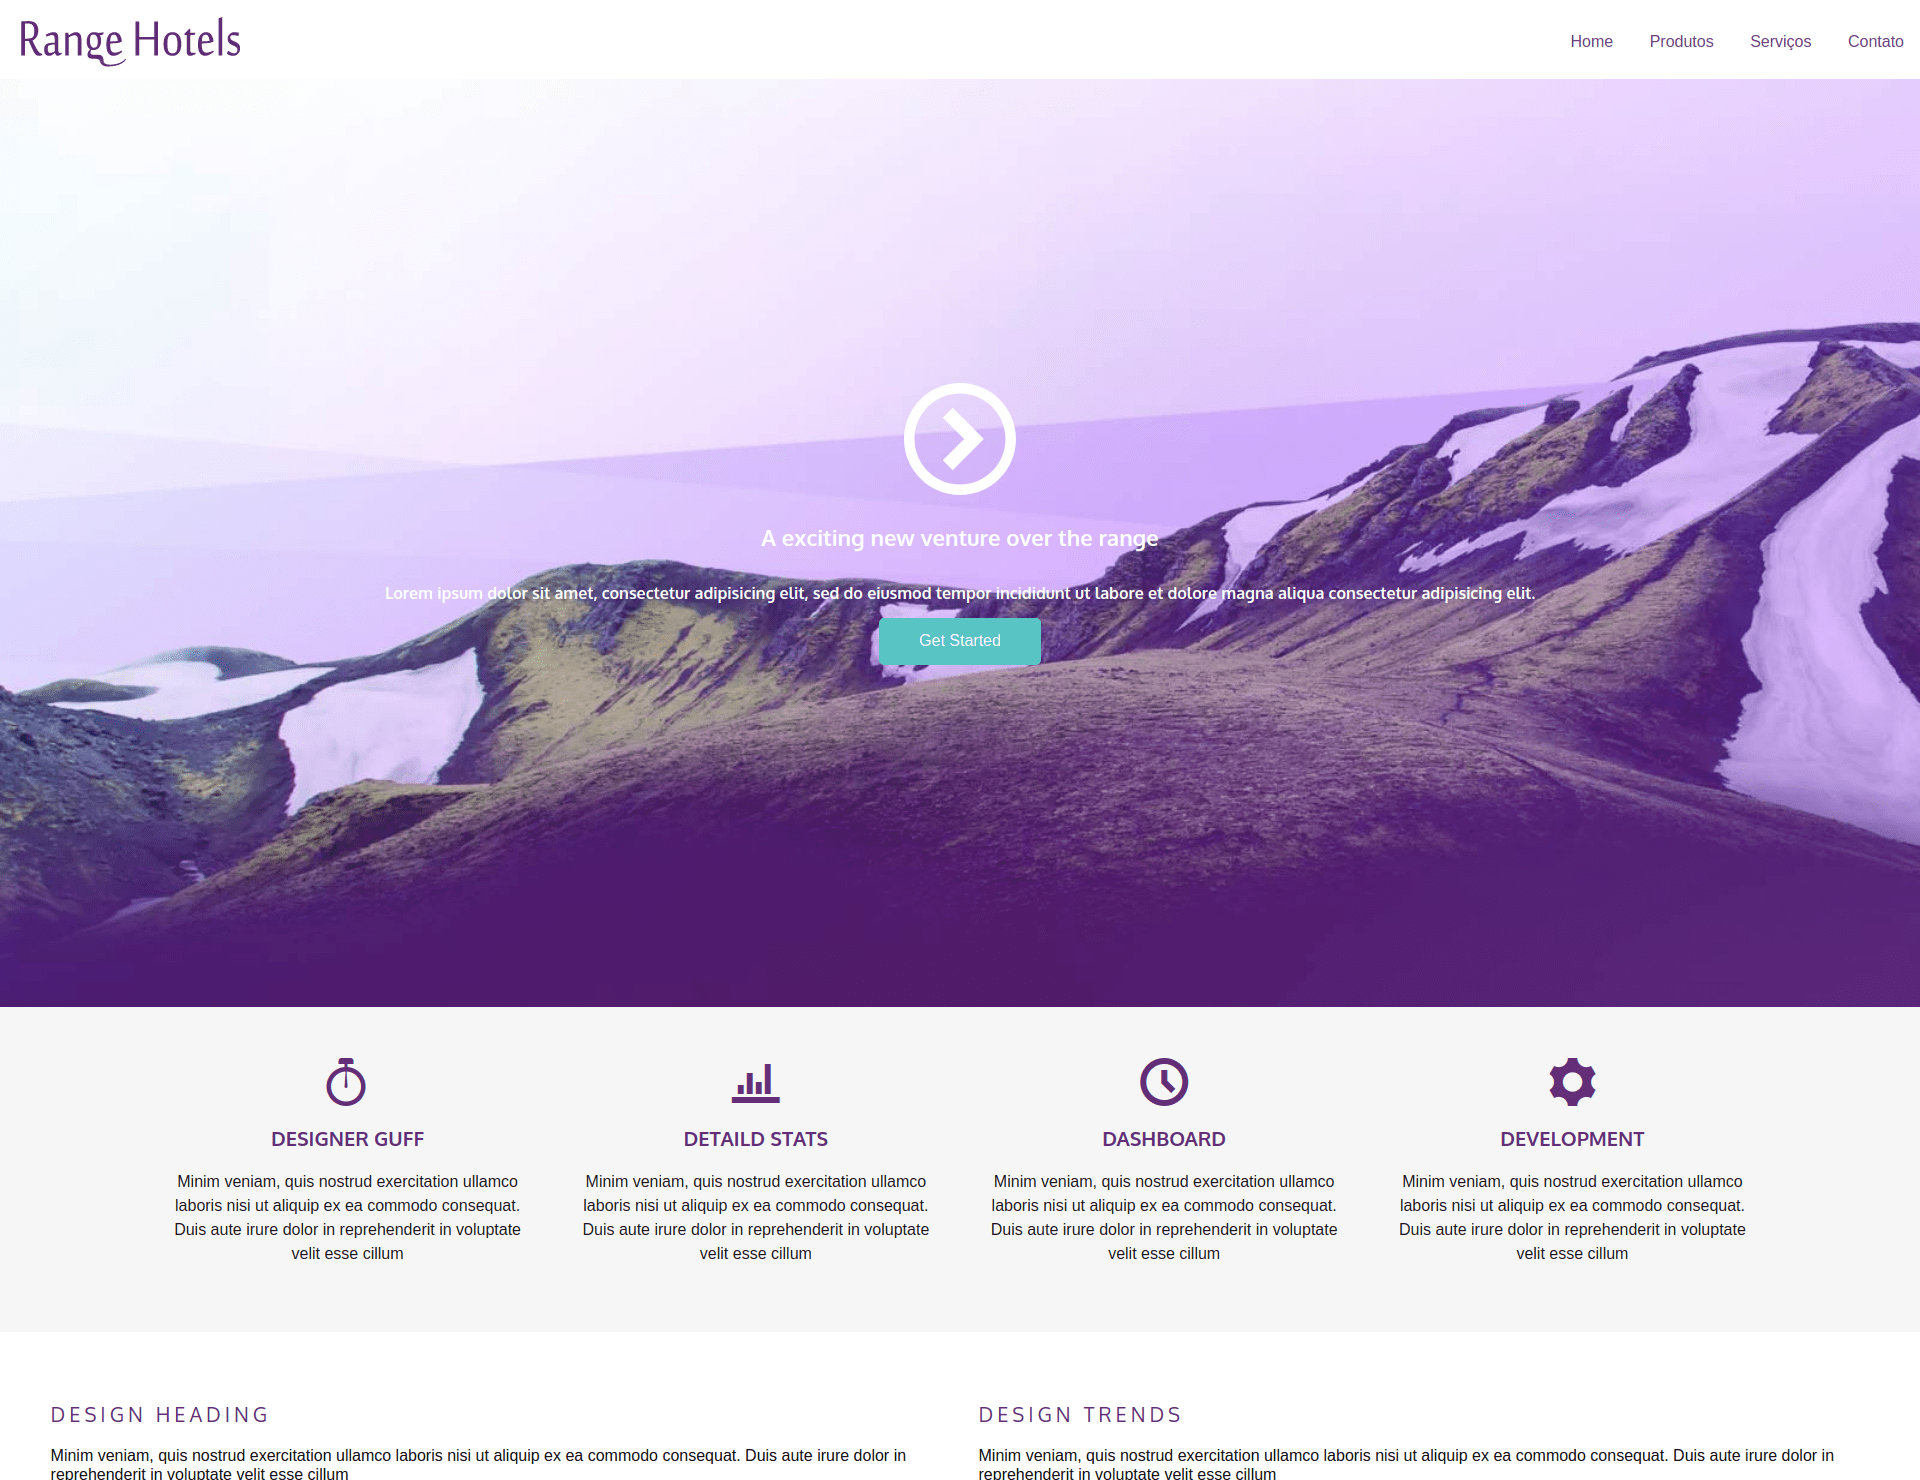 Range Hotels
Home Produtos Serviços Contato
A exciting new venture over the range
Lorem ipsum dolor sit amet, consectetur adipisicing elit, sed do eiusmod tempor incididunt ut labore et dolore magna aliqua consectetur adipisicing elit.
Get Started
DESIGNER GUFF
Minim veniam, quis nostrud exercitation ullamco
laboris nisi ut aliquip ex ea commodo consequat.
Duis aute irure dolor in reprehenderit in voluptate
velit esse cillum
DETAILD STATS
Minim veniam, quis nostrud exercitation ullamco
laboris nisi ut aliquip ex ea commodo consequat.
Duis aute irure dolor in reprehenderit in voluptate
velit esse cillum
DASHBOARD
Minim veniam, quis nostrud exercitation ullamco
laboris nisi ut aliquip ex ea commodo consequat.
Duis aute irure dolor in reprehenderit in voluptate
velit esse cillum
DEVELOPMENT
Minim veniam, quis nostrud exercitation ullamco
laboris nisi ut aliquip ex ea commodo consequat.
Duis aute irure dolor in reprehenderit in voluptate
velit esse cillum
DESIGN HEADING
Minim veniam, quis nostrud exercitation ullamco laboris nisi ut aliquip ex ea commodo consequat. Duis aute irure dolor in
reprehenderit in voluptate velit esse cillum
DESIGN TRENDS
Minim veniam, quis nostrud exercitation ullamco laboris nisi ut aliquip ex ea commodo consequat. Duis aute irure dolor in
reprehenderit in voluptate velit esse cillum